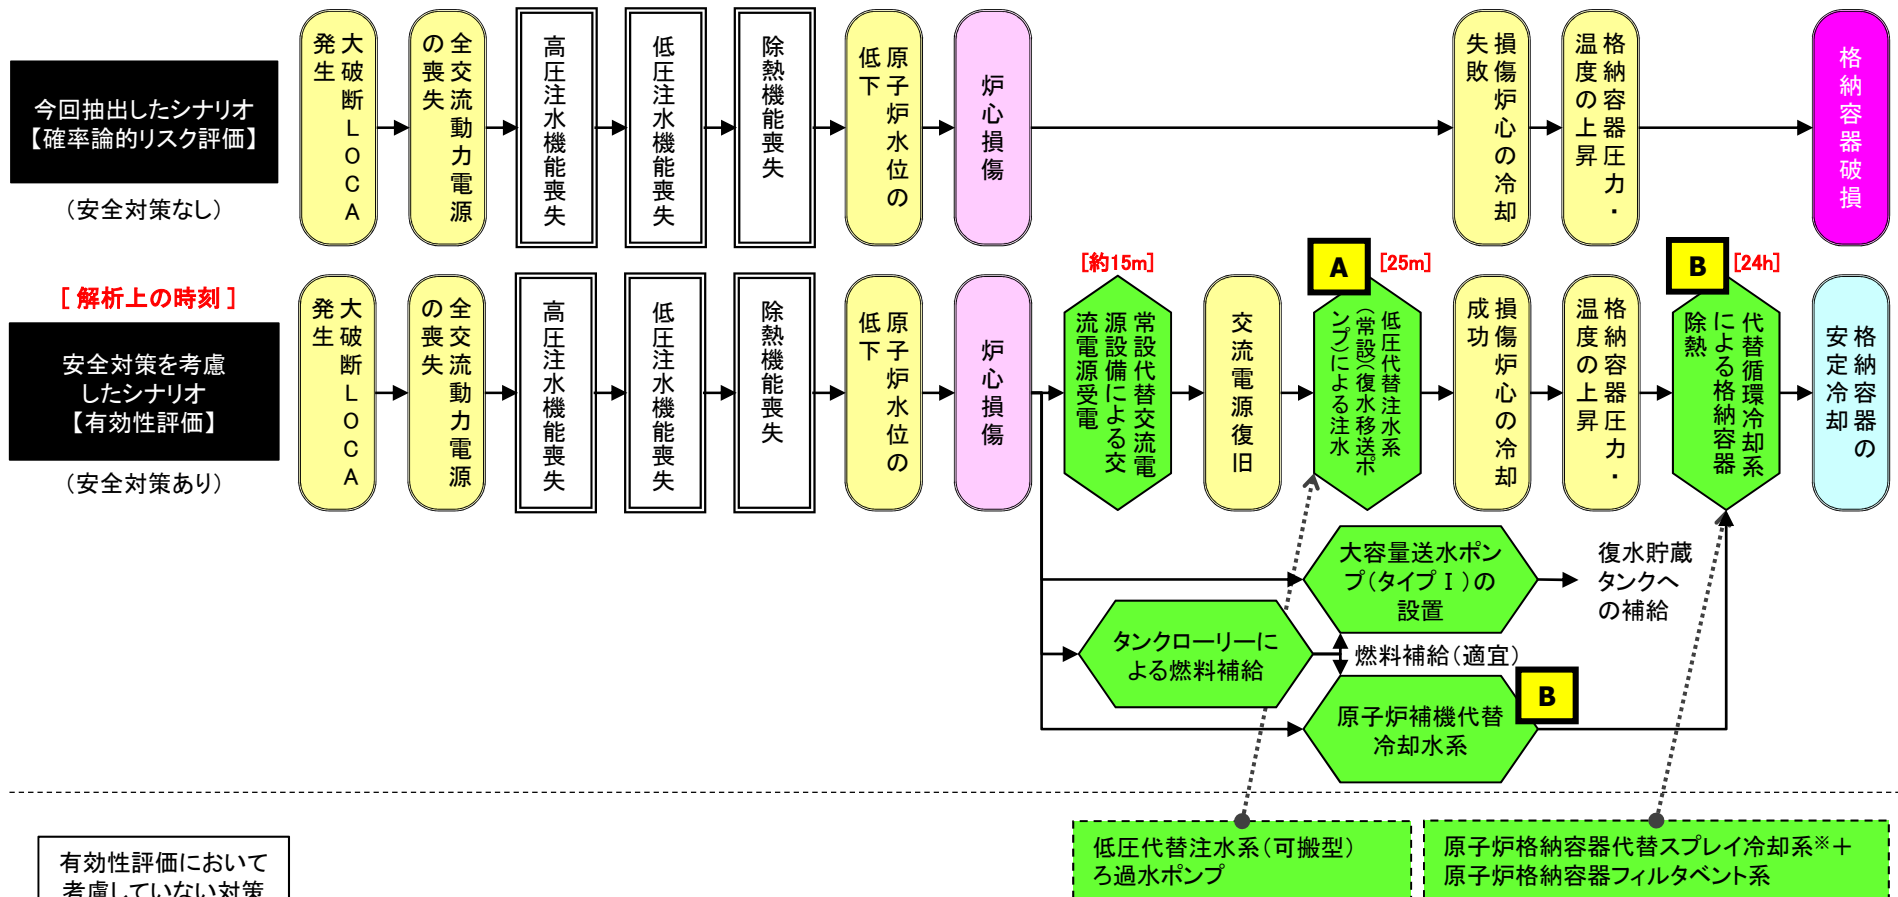 今回抽出したシナリオ
【確率論的リスク評価】
（安全対策なし）
大破断LOCA
発生
全交流動力電源
の喪失
高圧注水機能喪失
低圧注水機能喪失
除熱機能喪失
原子炉水位の
低下
炉心損傷
損傷炉心の冷却
失敗
格納容器圧力・
温度の上昇
格納容器破損
[ 解析上の時刻 ]
安全対策を考慮
したシナリオ
【有効性評価】
（安全対策あり）
大破断LOCA
発生
全交流動力電源
の喪失
高圧注水機能喪失
低圧注水機能喪失
除熱機能喪失
原子炉水位の
低下
炉心損傷
[約15m]
常設代替交流電
源設備による交
流電源受電
交流電源復旧
A
[25m]
低圧代替注水系
（常設）（復水移送ポ
ンプ）による注水
損傷炉心の冷却
成功
格納容器圧力・
温度の上昇
B
[24h]
代替循環冷却系
による格納容器
除熱
格納容器の
安定冷却
大容量送水ポン
プ（タイプⅠ）の
設置
復水貯蔵
タンクへ
の補給
タンクローリーに
よる燃料補給
燃料補給（適宜）
B
原子炉補機代替
冷却水系
有効性評価において
考慮していない対策
低圧代替注水系（可搬型）
ろ過水ポンプ
原子炉格納容器代替スプレイ冷却系※＋
原子炉格納容器フィルタベント系